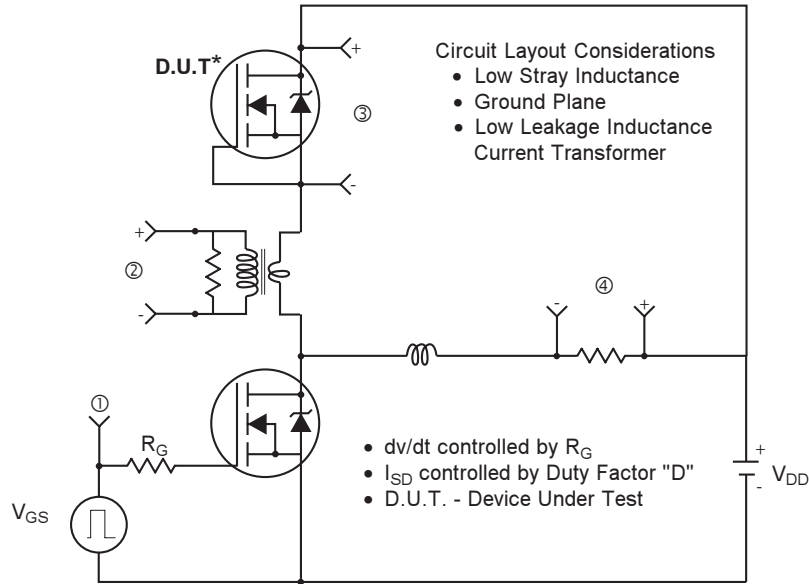 D.U.T*
+
③
-
Circuit Layout Considerations
• Low Stray Inductance
• Ground Plane
• Low Leakage Inductance
Current Transformer
+
②
-
④
-
+
①
R_G
V_GS
• dv/dt controlled by R_G
• I_SD controlled by Duty Factor "D"
• D.U.T. - Device Under Test
+
-
V_DD